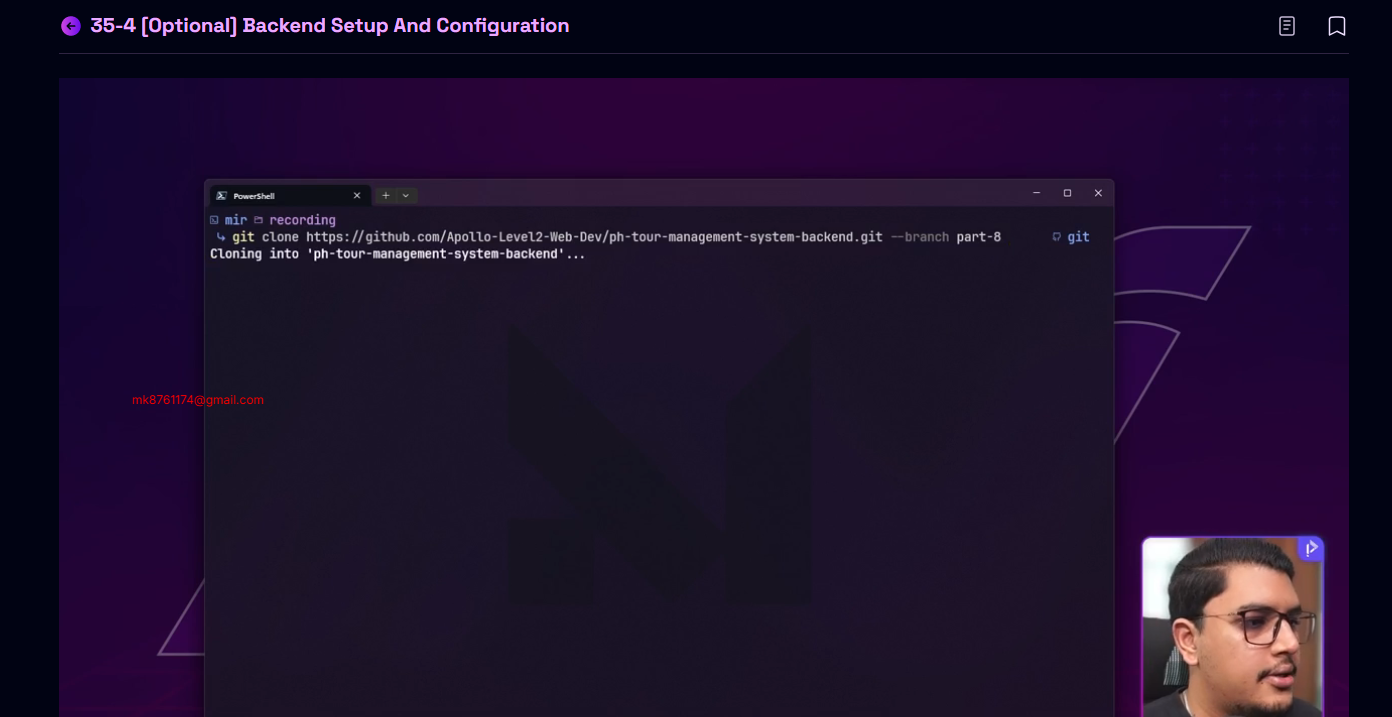 35-4 [Optional] Backend Setup And Configuration
PowerShell
mir recording
git clone https://github.com/Apollo-Level2-Web-Dev/ph-tour-management-system-backend.git --branch part-8 git
Cloning into 'ph-tour-management-system-backend'...
mk8761174@gmail.com